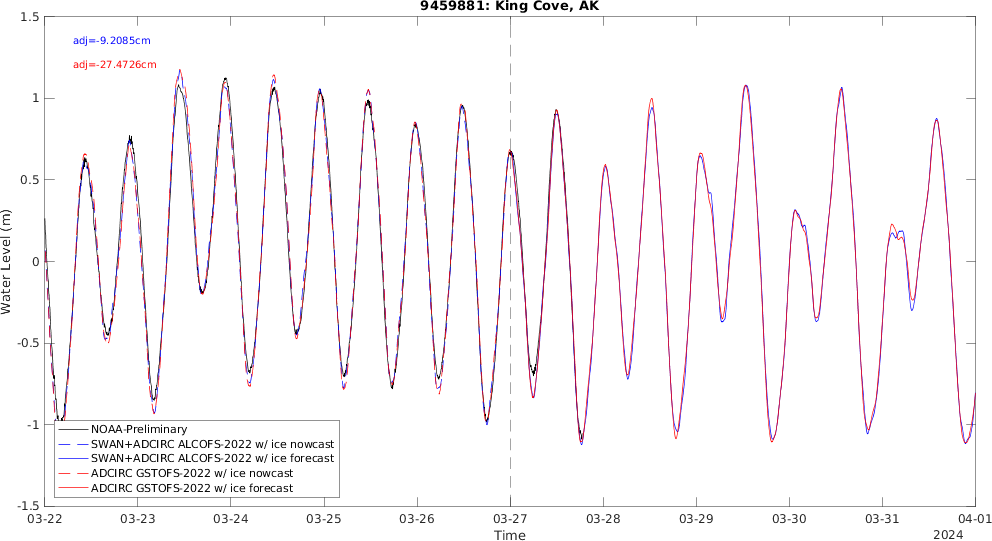 9459881: King Cove, AK
adj=-9.2085cm
adj=-27.4726cm
Water Level (m)
1.5
1
0.5
0
-0.5
-1
-1.5
NOAA-Preliminary
SWAN+ADCIRC ALCOFS-2022 w/ ice nowcast
SWAN+ADCIRC ALCOFS-2022 w/ ice forecast
ADCIRC GSTOFS-2022 w/ ice nowcast
ADCIRC GSTOFS-2022 w/ ice forecast
03-22 03-23 03-24 03-25 03-26 03-27 03-28 03-29 03-30 03-31 04-01
Time
2024